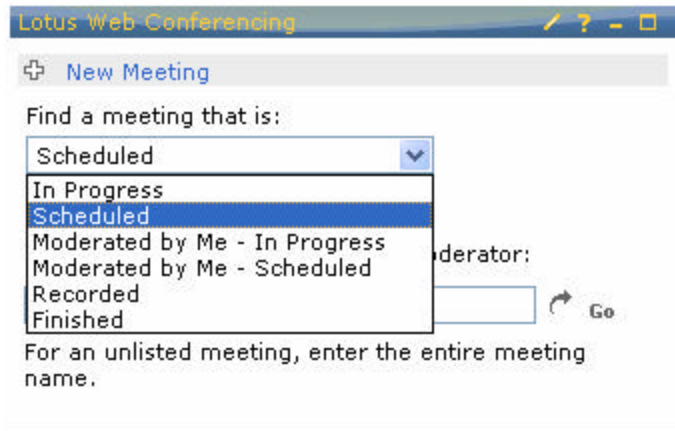 Lotus Web Conferencing
New Meeting
Find a meeting that is:
Scheduled
In Progress
Scheduled
Moderated by Me - In Progress
Moderated by Me - Scheduled
Recorded
Finished
Go
For an unlisted meeting, enter the entire meeting
name.